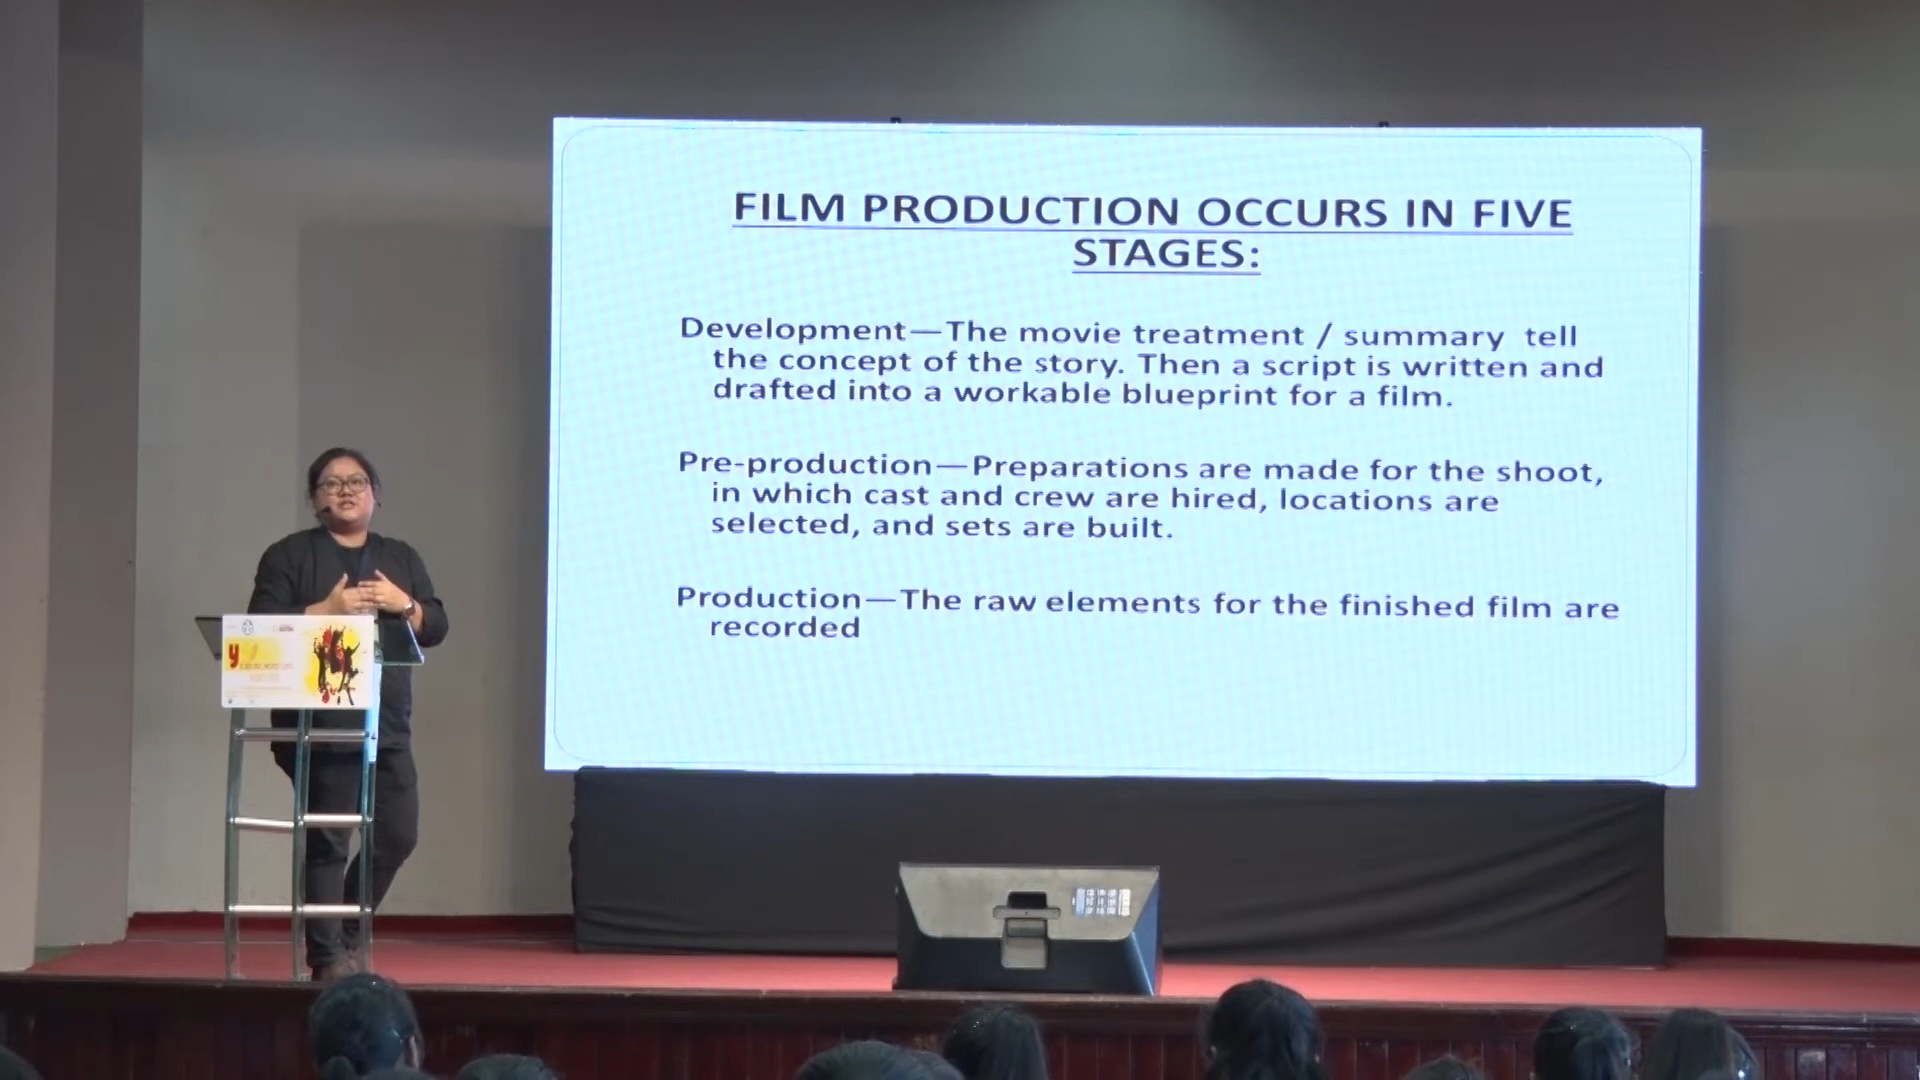 FILM PRODUCTION OCCURS IN FIVE
STAGES:
Development—The movie treatment / summary tell
the concept of the story. Then a script is written and
drafted into a workable blueprint for a film.
Pre-production—Preparations are made for the shoot,
in which cast and crew are hired, locations are
selected, and sets are built.
Production—The raw elements for the finished film are
recorded
y